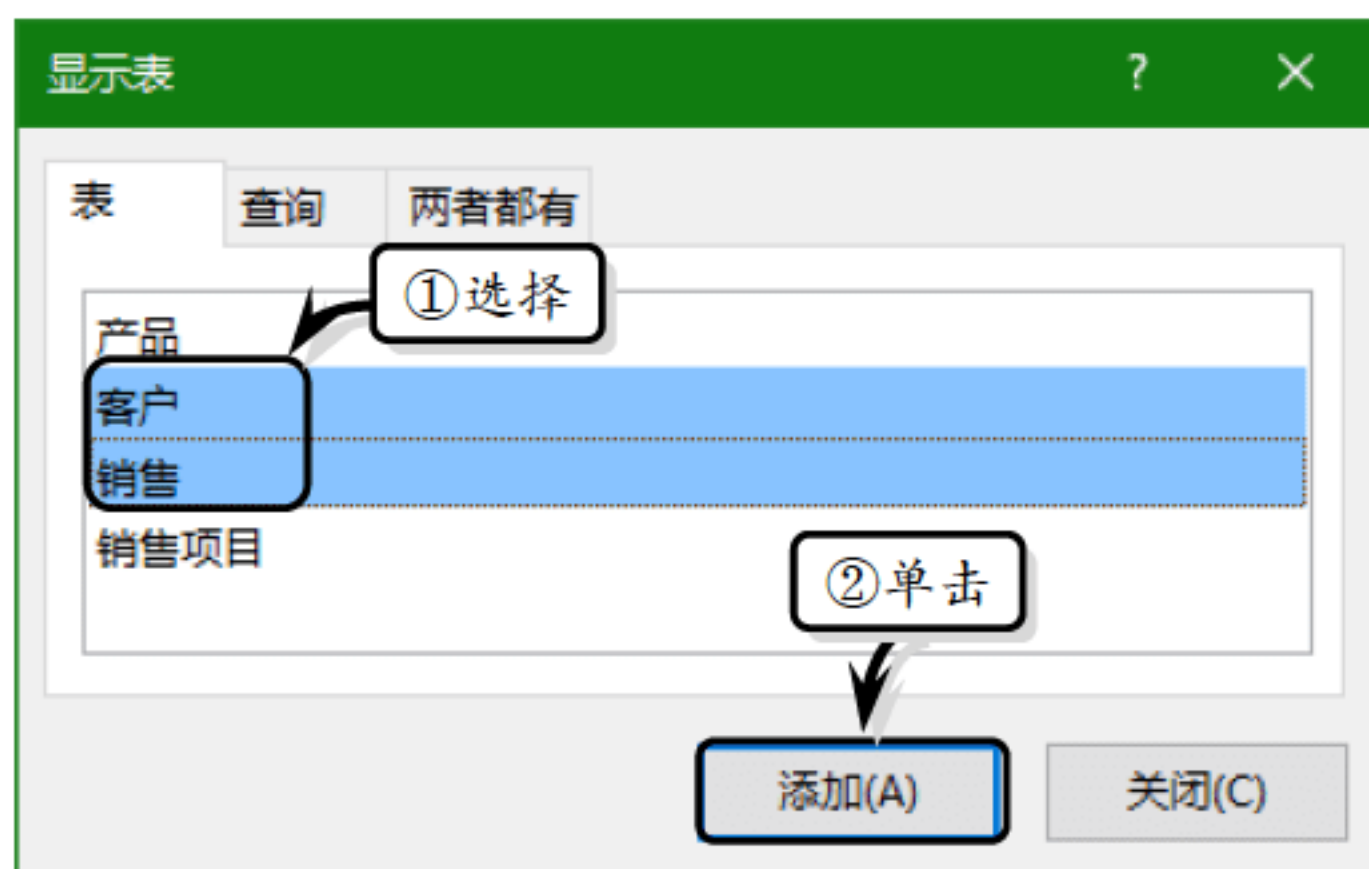 显示表 ?
表 查询 两者都有
①选择
产品
客户
销售
销售项目
②单击
添加(A) 关闭(C)